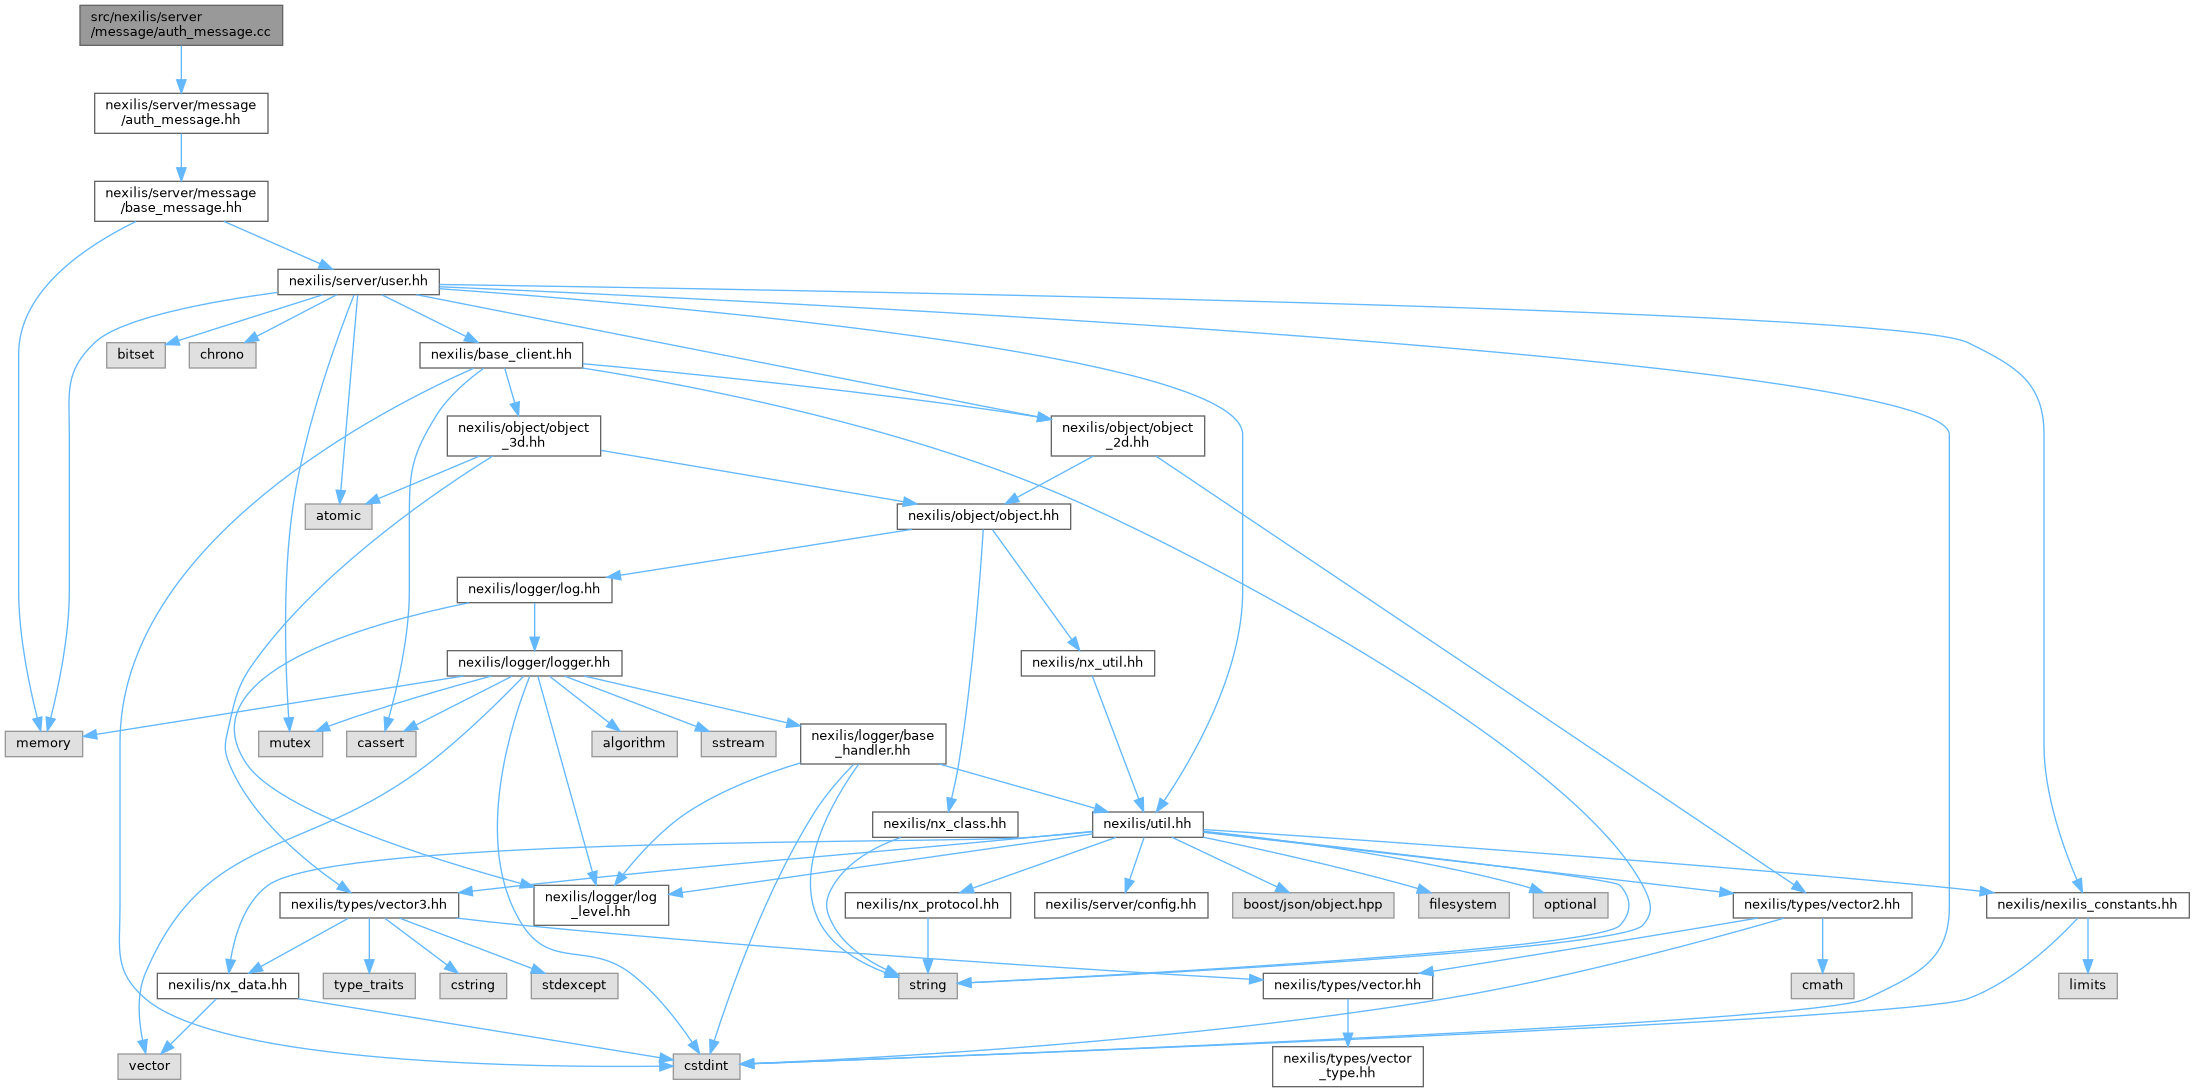 src/nexilis/server
/message/auth_message.cc
nexilis/server/message
/auth_message.hh
nexilis/server/message
/base_message.hh
nexilis/server/user.hh
bitset
chrono
nexilis/base_client.hh
nexilis/object/object
_3d.hh
nexilis/object/object
_2d.hh
atomic
nexilis/object/object.hh
nexilis/logger/log.hh
nexilis/logger/logger.hh
nexilis/nx_util.hh
memory
mutex
cassert
algorithm
sstream
nexilis/logger/base
_handler.hh
nexilis/nx_class.hh
nexilis/util.hh
nexilis/types/vector3.hh
nexilis/logger/log
_level.hh
nexilis/nx_protocol.hh
nexilis/server/config.hh
boost/json/object.hpp
filesystem
optional
nexilis/types/vector2.hh
nexilis/nexilis_constants.hh
nexilis/nx_data.hh
type_traits
cstring
stdexcept
string
nexilis/types/vector.hh
cmath
limits
vector
cstdint
nexilis/types/vector
_type.hh